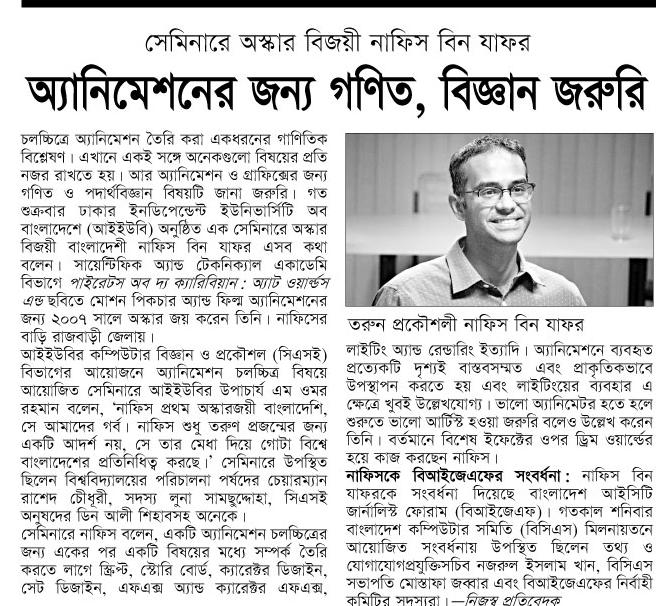 সেমিনারে অস্কার বিজয়ী নাফিস বিন যাফর
অ্যানিমেশনের জন্য গণিত, বিজ্ঞান জরুরি
চলচ্চিত্রে অ্যানিমেশন তৈরি করা একধরনের গাণিতিক
বিশ্লেষণ। এখানে একই সঙ্গে অনেকগুলো বিষয়ের প্রতি
নজর রাখতে হয়। আর অ্যানিমেশন ও গ্রাফিক্সের জন্য
গণিত ও পদার্থবিজ্ঞান বিষয়টি জানা জরুরি। গত
শুক্রবার ঢাকার ইনডিপেন্ডেন্ট ইউনিভার্সিটি অব
বাংলাদেশে (আইইউবি) অনুষ্ঠিত এক সেমিনারে অস্কার
বিজয়ী বাংলাদেশী নাফিস বিন যাফর এসব কথা
বলেন। সায়েন্টিফিক অ্যান্ড টেকনিক্যাল একাডেমি
বিভাগে পাইরেটস অব দ্য ক্যারিবিয়ান: অ্যাট ওয়ার্ল্ডস
এন্ড ছবিতে মোশন পিকচার অ্যান্ড ফিল্ম অ্যানিমেশনের
জন্য ২০০৭ সালে অস্কার জয় করেন তিনি। নাফিসের
বাড়ি রাজবাড়ী জেলায়।
আইইউবির কম্পিউটার বিজ্ঞান ও প্রকৌশল (সিএসই)
বিভাগের আয়োজনে অ্যানিমেশন চলচ্চিত্র বিষয়ে
আয়োজিত সেমিনারে আইইউবির উপাচার্য এম ওমর
রহমান বলেন, ‘নাফিস প্রথম অস্কারজয়ী বাংলাদেশি,
সে আমাদের গর্ব। নাফিস শুধু তরুণ প্রজন্মের জন্য
একটি আদর্শ নয়, সে তার মেধা দিয়ে গোটা বিশ্বে
বাংলাদেশের প্রতিনিধিত্ব করছে।’ সেমিনারে উপস্থিত
ছিলেন বিশ্ববিদ্যালয়ের পরিচালনা পর্ষদের চেয়ারম্যান
রাশেদ চৌধুরী, সদস্য লুনা সামছুদ্দোহা, সিএসই
অনুষদের ডিন আলী শিহাবসহ অনেকে।
সেমিনারে নাফিস বলেন, একটি অ্যানিমেশন চলচ্চিত্রের
জন্য একের পর একটি বিষয়ের মধ্যে সম্পর্ক তৈরি
করতে লাগে স্ক্রিপ্ট, স্টোরি বোর্ড, ক্যারেক্টর ডিজাইন,
সেট ডিজাইন, এফএক্স অ্যান্ড ক্যারেক্টর এফএক্স,
তরুন প্রকৌশলী নাফিস বিন যাফর
লাইটিং অ্যান্ড রেন্ডারিং ইত্যাদি। অ্যানিমেশনে ব্যবহৃত
প্রত্যেকটি দৃশ্যই বাস্তবসম্মত এবং প্রাকৃতিকভাবে
উপস্থাপন করতে হয় এবং লাইটিংয়ের ব্যবহার এ
ক্ষেত্রে খুবই উল্লেখযোগ্য। ভালো অ্যানিমেটর হতে হলে
শুরুতে ভালো আর্টিস্ট হওয়া জরুরি বলেও উল্লেখ করেন
তিনি। বর্তমানে বিশেষ ইফেক্টের ওপর ড্রিম ওয়ার্ল্ডের
হয়ে কাজ করছেন নাফিস।
নাফিসকে বিআইজেএফের সংবর্ধনা: নাফিস বিন
যাফরকে সংবর্ধনা দিয়েছে বাংলাদেশ আইসিটি
জার্নালিস্ট ফোরাম (বিআইজেএফ)। গতকাল শনিবার
বাংলাদেশ কম্পিউটার সমিতি (বিসিএস) মিলনায়তনে
আয়োজিত সংবর্ধনায় উপস্থিত ছিলেন তথ্য ও
যোগাযোগপ্রযুক্তিসচিব নজরুল ইসলাম খান, বিসিএস
সভাপতি মোস্তাফা জব্বার এবং বিআইজেএফের নির্বাহী
কমিটির সদস্যরা।—নিজস্ব প্রতিবেদক